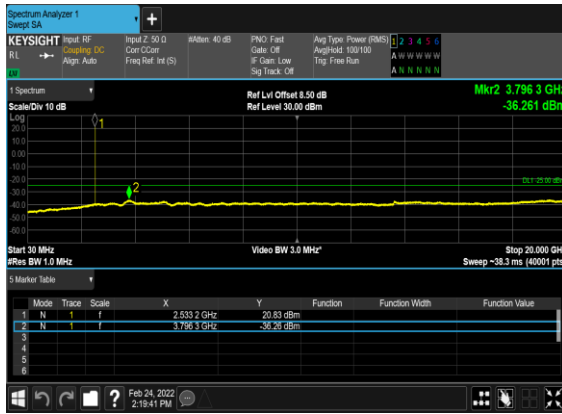 Spectrum Analyzer 1
Swept SA
+
KEYSIGHT Input: RF Input Z: 50 Ω #Atten: 40 dB PNO: Fast Avg Type: Power (RMS) 1 2 3 4 5 6
RL Coupling: DC Corr CCorr Gate: Off Avg|Hold: 100/100 A W W W W W
Align: Auto Freq Ref: Int (S) IF Gain: Low Trig: Free Run
Sig Track: Off A N N N N N
1 Spectrum Ref Lvl Offset 8.50 dB Mkr2 3.796 3 GHz
Scale/Div 10 dB Ref Level 30.00 dBm -36.261 dBm
Log
20.0
1
10.0
0.00
-10.0
-20.0
DL1 -25.00 dBm
-30.0
2
-40.0
-50.0
-60.0
Start 30 MHz Video BW 3.0 MHz* Stop 20.000 GHz
#Res BW 1.0 MHz Sweep ~38.3 ms (40001 pts)
5 Marker Table
Mode Trace Scale X Y Function Function Width Function Value
1 N 1 f 2.533 2 GHz 20.83 dBm
2 N 1 f 3.796 3 GHz -36.26 dBm
3
4
5
6
? Feb 24, 2022
2:19:41 PM